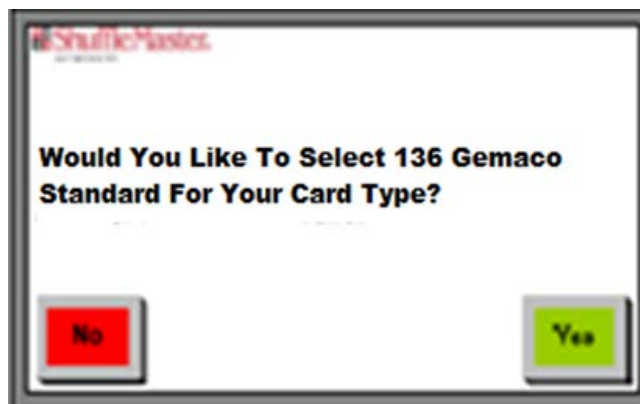 ShuffleMaster.
Would You Like To Select 136 Gemaco
Standard For Your Card Type?
No
Yes